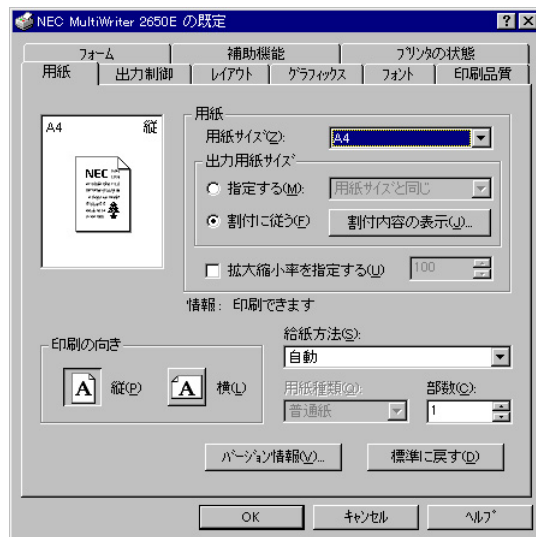 NEC MultiWriter 2650E の既定
フォーム 補助機能 プリンタの状態
用紙 出力制御 レイアウト グラフィックス フォント 印刷品質
A4 縦
NEC
用紙
用紙サイズ(Z): A4
出力用紙サイズ
指定する(M): 用紙サイズと同じ
割付に従う(F) 割付内容の表示(J)...
拡大縮小率を指定する(U) 100
情報: 印刷できます
印刷の向き
A 縦(P) A 横(L)
給紙方法(S):
自動
用紙種類(Q): 部数(C):
普通紙 1
バージョン情報(V)... 標準に戻す(D)
OK キャンセル ヘルプ